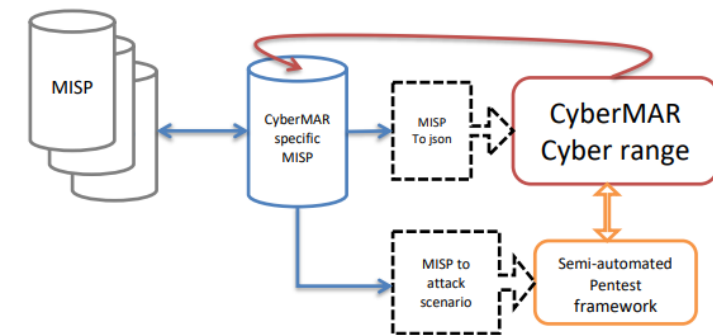 MISP
CyberMAR
specific
MISP
MISP
To json
CyberMAR
Cyber range
MISP to
attack
scenario
Semi-automated
Pentest
framework